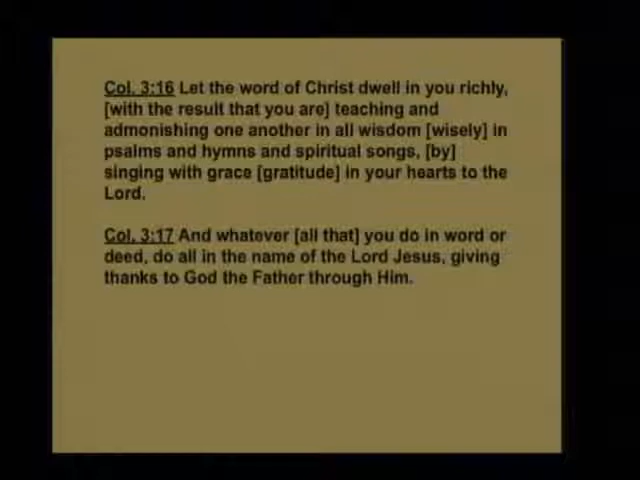 Col. 3:16 Let the word of Christ dwell in you richly,
[with the result that you are] teaching and
admonishing one another in all wisdom [wisely] in
psalms and hymns and spiritual songs, [by]
singing with grace [gratitude] in your hearts to the
Lord.
Col. 3:17 And whatever [all that] you do in word or
deed, do all in the name of the Lord Jesus, giving
thanks to God the Father through Him.